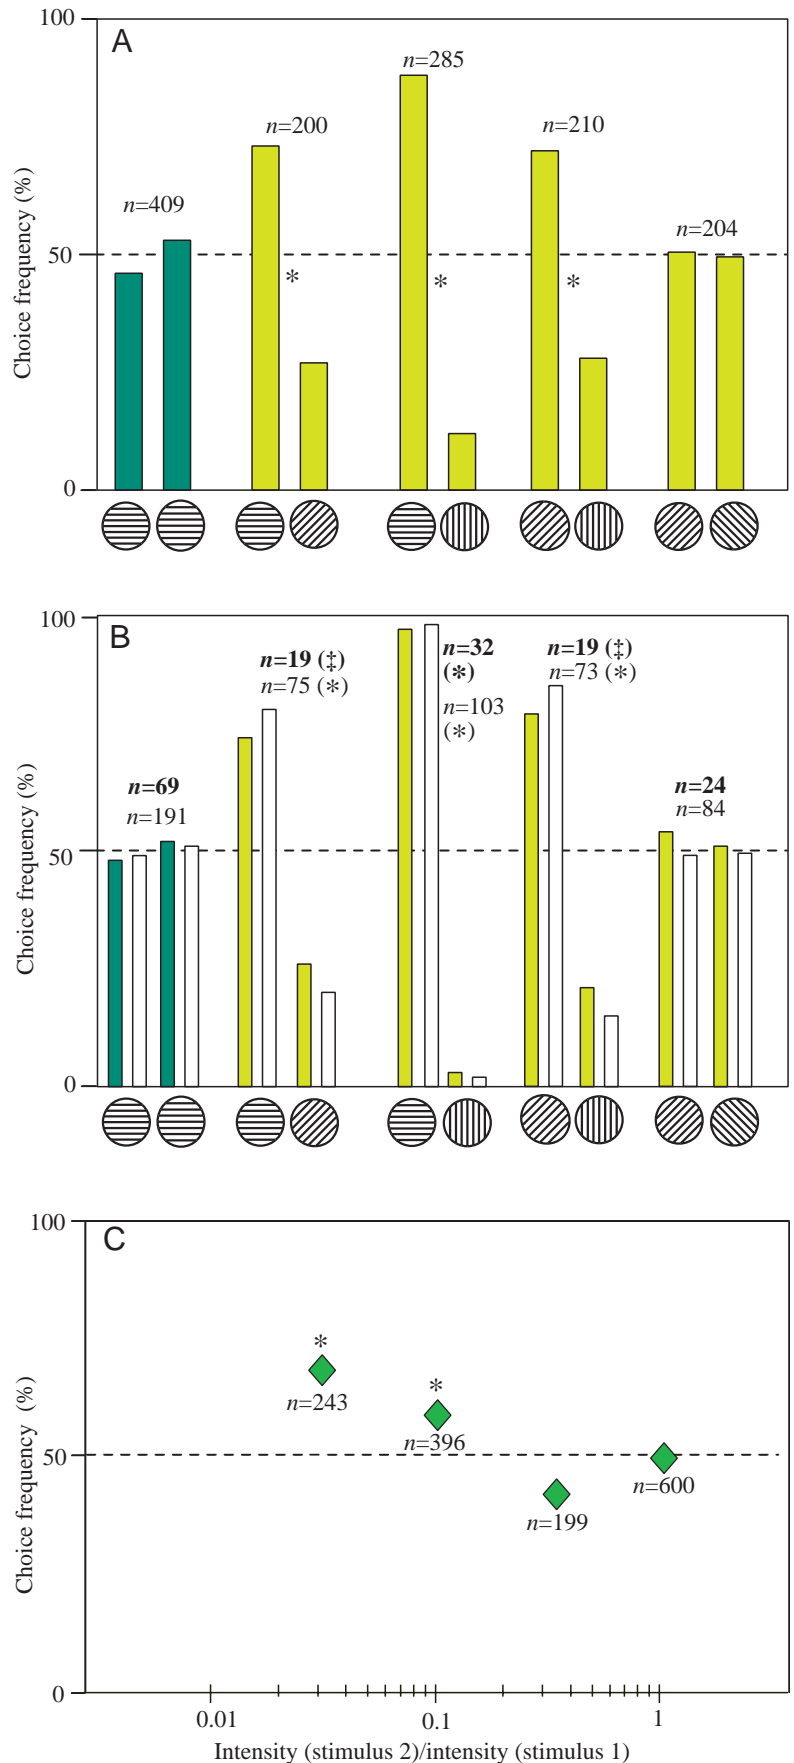 A
100
50
0
Choice frequency (%)
n=409
n=200
*
n=285
*
n=210
*
n=204
B
100
50
0
Choice frequency (%)
n=69
n=191
n=19 (‡)
n=75 (*)
n=32
(*)
n=103
(*)
n=19 (‡)
n=73 (*)
n=24
n=84
C
100
50
0
Choice frequency (%)
*
n=243
*
n=396
n=199
n=600
0.01 0.1 1
Intensity (stimulus 2)/intensity (stimulus 1)